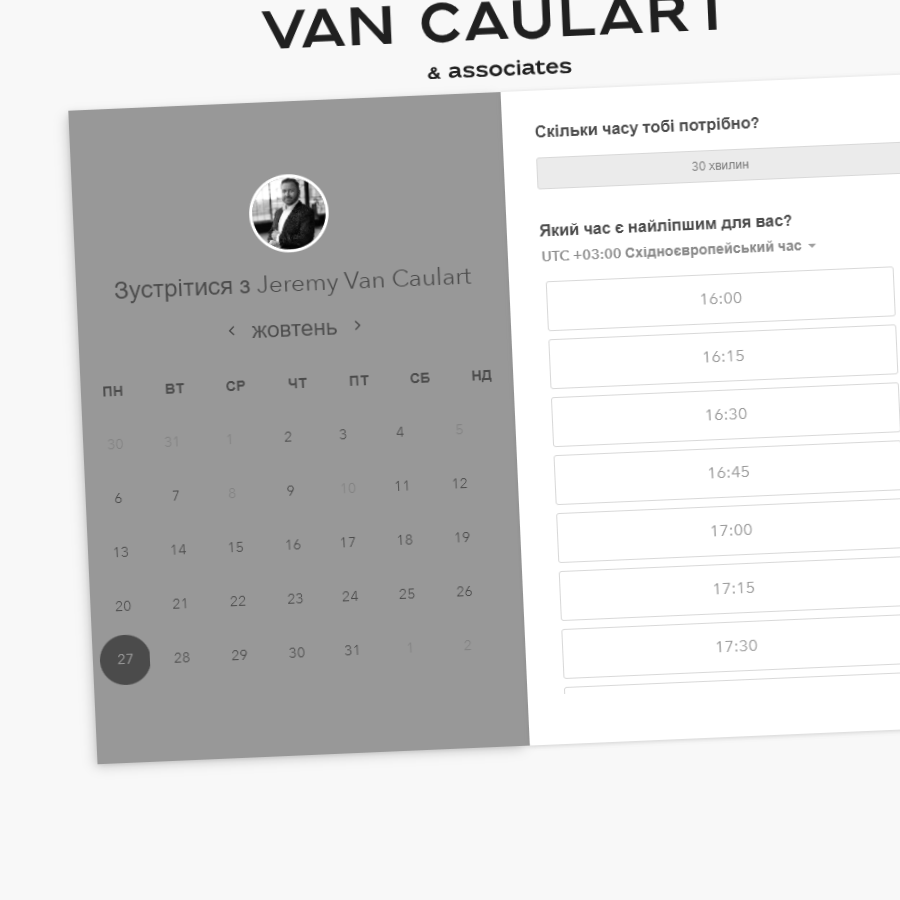 VAN CAULART
& associates
Зустрітися з Jeremy Van Caulart
жовтень
ПН ВТ СР ЧТ ПТ СБ НД
30 31 1 2 3 4 5
6 7 8 9 10 11 12
13 14 15 16 17 18 19
20 21 22 23 24 25 26
27 28 29 30 31 1 2
Скільки часу тобі потрібно?
30 хвилин
Який час є найліпшим для вас?
UTC +03:00 Східноєвропейський час
16:00
16:15
16:30
16:45
17:00
17:15
17:30